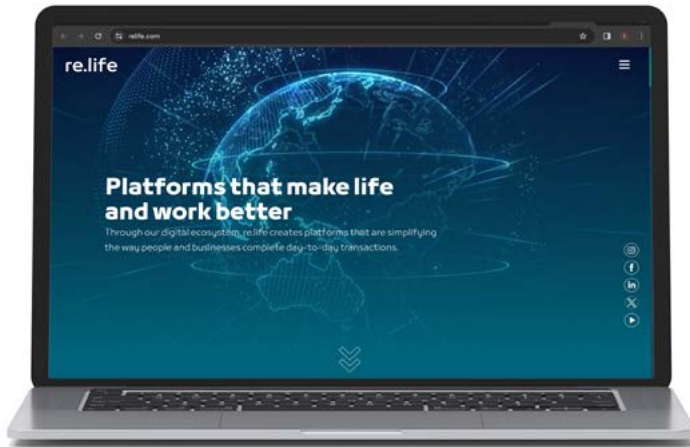 relife.com
re.life
Platforms that make life
and work better
Through our digital ecosystem, re.life creates platforms that are simplifying
the way people and businesses complete day-to-day transactions.
f
in
X